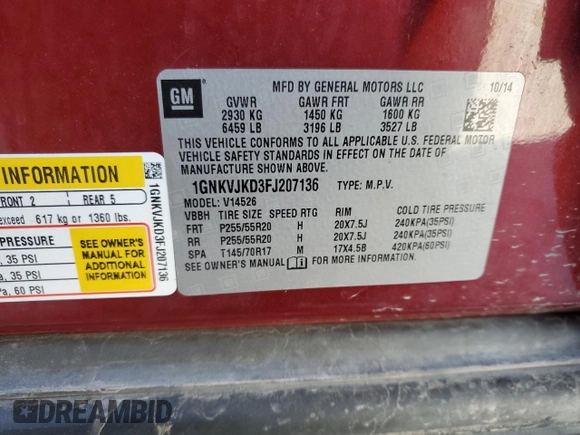 GM
MFD BY GENERAL MOTORS LLC 10/14
GVWR GAWR FRT GAWR RR
2930 KG 1450 KG 1600 KG
6459 LB 3196 LB 3527 LB
THIS VEHICLE CONFORMS TO ALL APPLICABLE U.S. FEDERAL MOTOR
VEHICLE SAFETY STANDARDS IN EFFECT ON THE DATE OF
MANUFACTURE SHOWN ABOVE.
1GNKVJKD3FJ207136 TYPE: M.P.V.
MODEL: V14526
VBBH TIRE SIZE SPEED RTG RIM COLD TIRE PRESSURE
FRT P255/55R20 H 20X7.5J 240KPA(35PSI)
RR P255/55R20 H 20X7.5J 240KPA(35PSI)
SPA T145/70R17 M 17X4.5B 420KPA(60PSI)
SEE OWNER'S MANUAL FOR MORE INFORMATION.
INFORMATION
FRONT 2 REAR 5
exceed 617 kg or 1360 lbs.
PRESSURE
, 35 PSI
a, 35 PSI
Pa, 60 PSI
SEE OWNER'S
MANUAL FOR
ADDITIONAL
INFORMATION
1GNKVJKD3FJ207136
DREAMBID